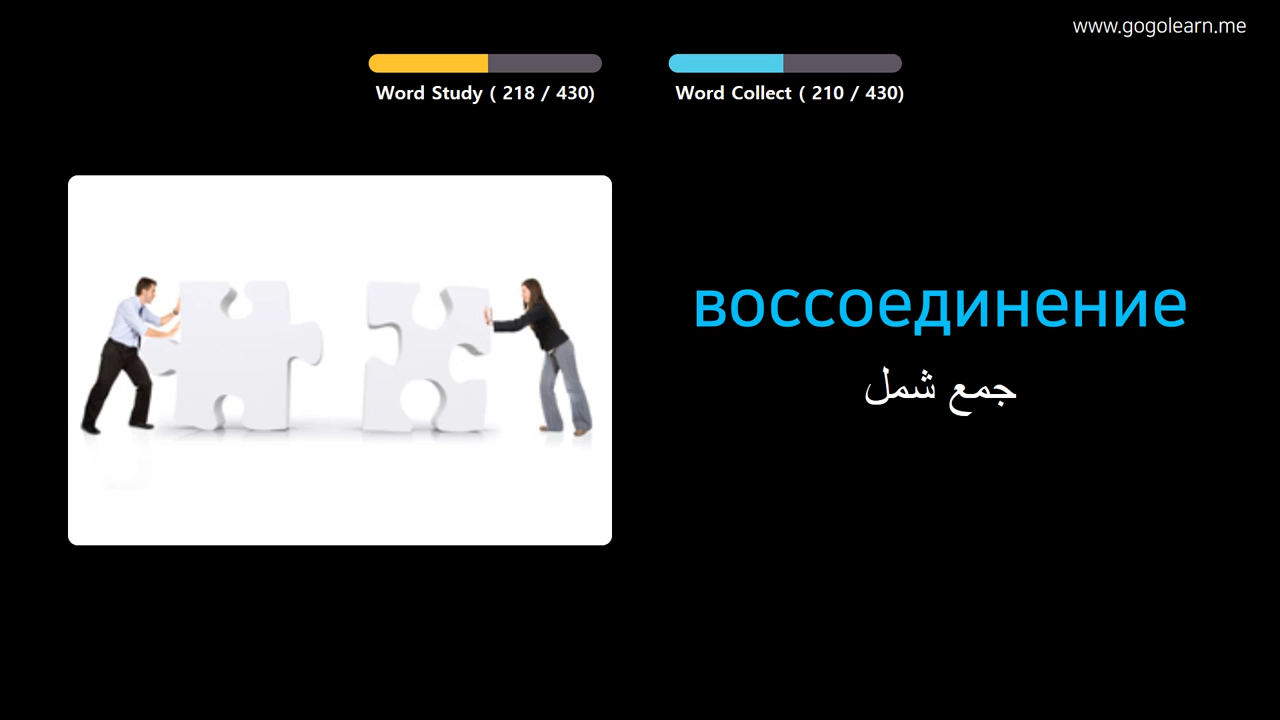 www.gogolearn.me
Word Study ( 218 / 430)
Word Collect ( 210 / 430)
воссоединение
جمع شمل